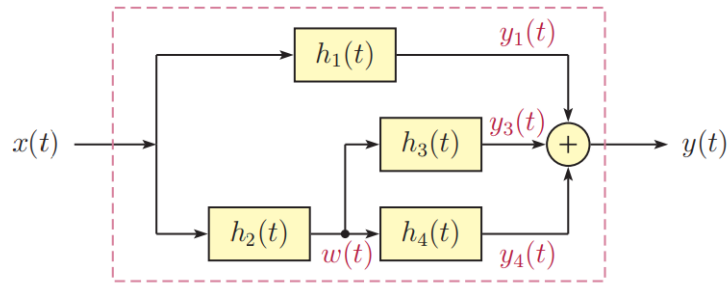 h₁(t)
y₁(t)
x(t)
h₃(t)
y₃(t)
+
y(t)
h₂(t)
w(t)
h₄(t)
y₄(t)